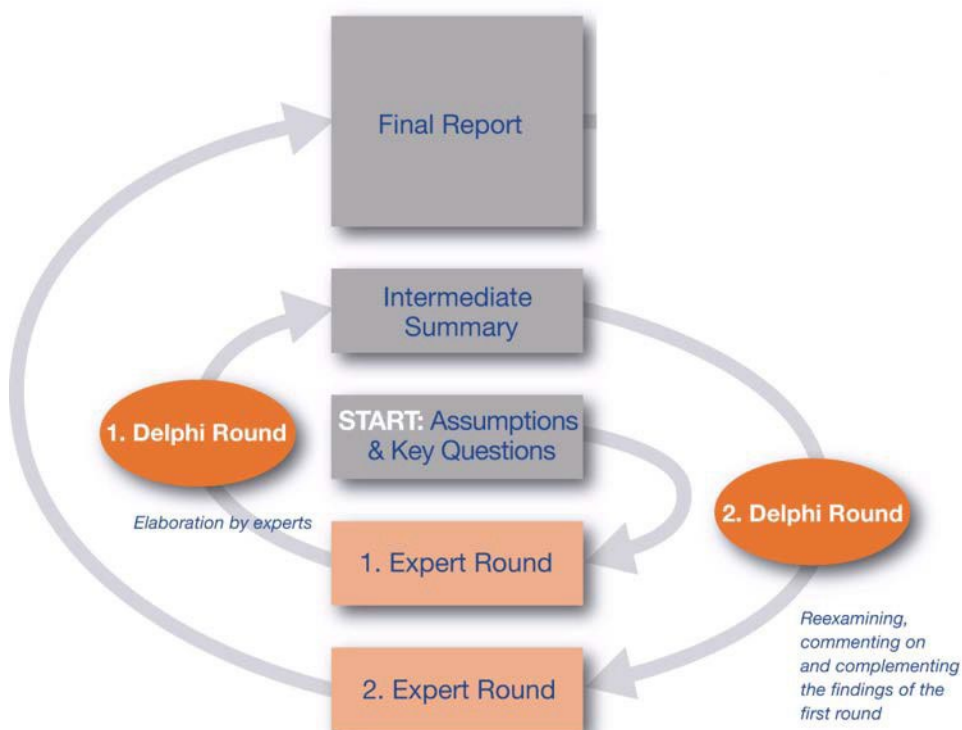 Final Report
Intermediate
Summary
1. Delphi Round
START: Assumptions
& Key Questions
Elaboration by experts
2. Delphi Round
1. Expert Round
Reexamining,
commenting on
and complementing
the findings of the
first round
2. Expert Round